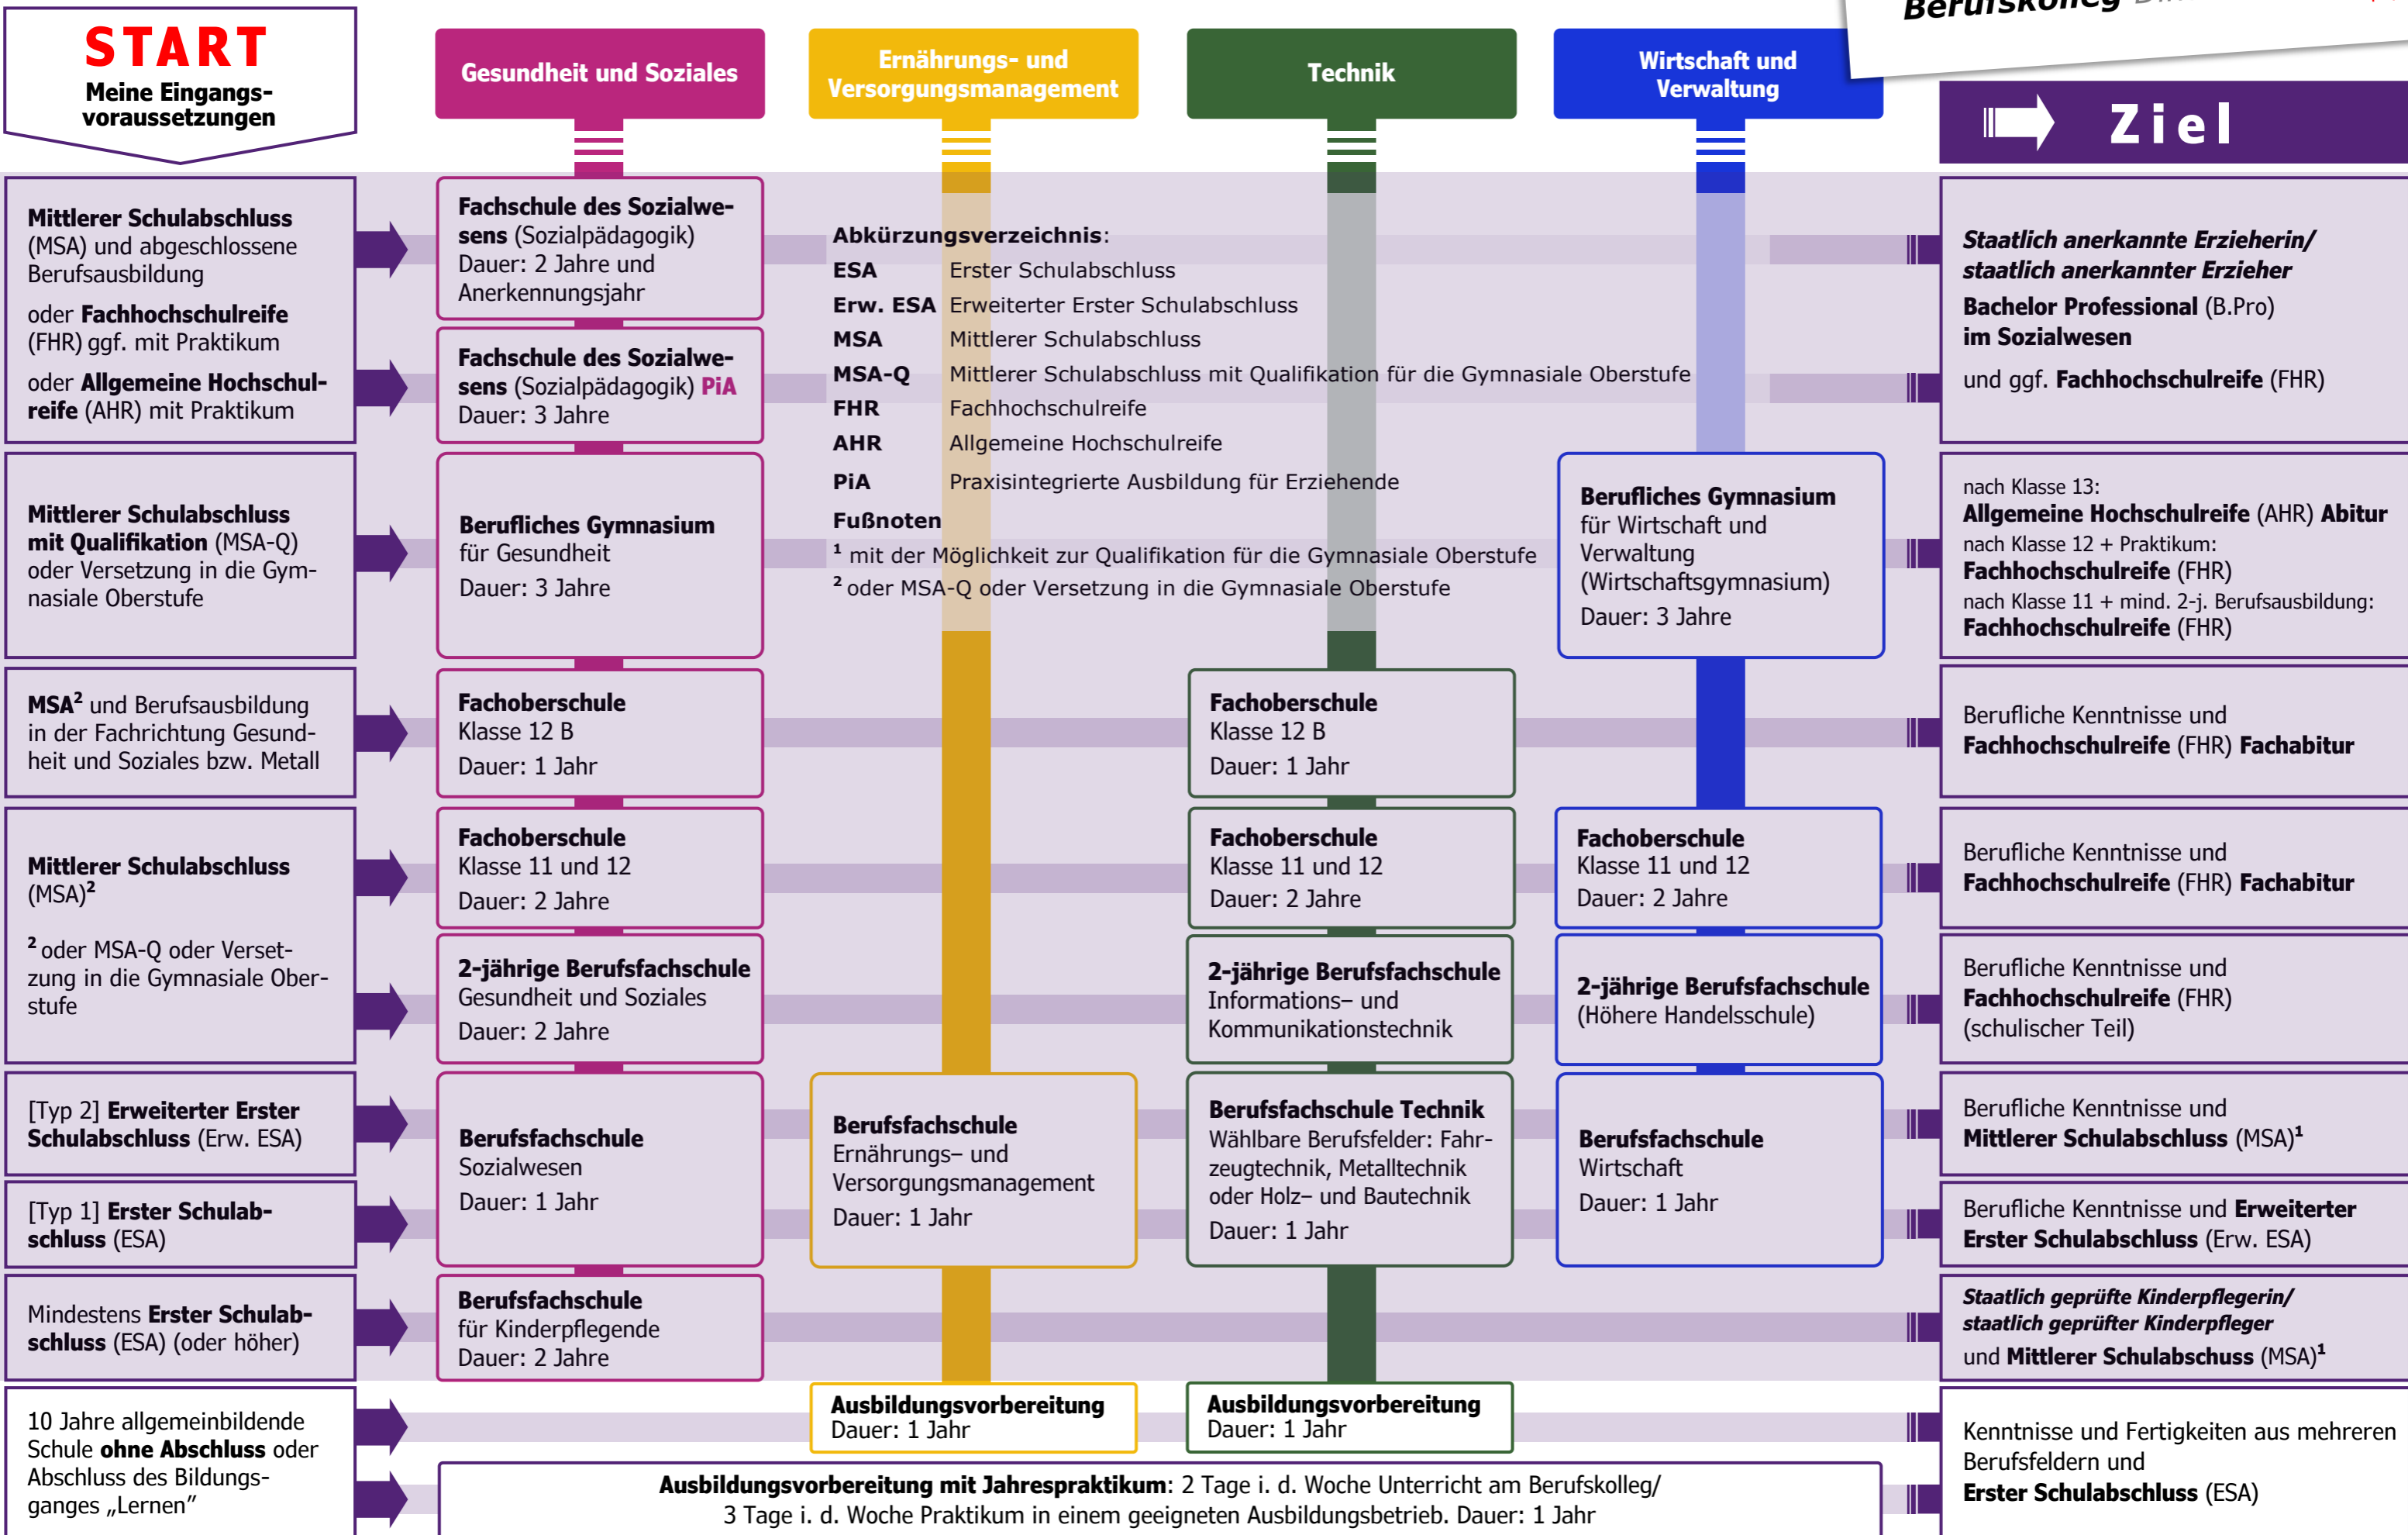 Berufskolleg
START
Meine Eingangs-
voraussetzungen
Gesundheit und Soziales
Ernährungs- und
Versorgungsmanagement
Technik
Wirtschaft und
Verwaltung
Ziel
Mittlerer Schulabschluss
(MSA) und abgeschlossene
Berufsausbildung
oder Fachhochschulreife
(FHR) ggf. mit Praktikum
oder Allgemeine Hochschul-
reife (AHR) mit Praktikum
Fachschule des Sozialwe-
sens (Sozialpädagogik)
Dauer: 2 Jahre und
Anerkennungsjahr
Fachschule des Sozialwe-
sens (Sozialpädagogik) PiA
Dauer: 3 Jahre
Abkürzungsverzeichnis:
ESA Erster Schulabschluss
Erw. ESA Erweiterter Erster Schulabschluss
MSA Mittlerer Schulabschluss
MSA-Q Mittlerer Schulabschluss mit Qualifikation für die Gymnasiale Oberstufe
FHR Fachhochschulreife
AHR Allgemeine Hochschulreife
PiA Praxisintegrierte Ausbildung für Erziehende
Fußnoten
¹ mit der Möglichkeit zur Qualifikation für die Gymnasiale Oberstufe
² oder MSA-Q oder Versetzung in die Gymnasiale Oberstufe
Staatlich anerkannte Erzieherin/
staatlich anerkannter Erzieher
Bachelor Professional (B.Pro)
im Sozialwesen
und ggf. Fachhochschulreife (FHR)
Mittlerer Schulabschluss
mit Qualifikation (MSA-Q)
oder Versetzung in die Gym-
nasiale Oberstufe
Berufliches Gymnasium
für Gesundheit
Dauer: 3 Jahre
Berufliches Gymnasium
für Wirtschaft und
Verwaltung
(Wirtschaftsgymnasium)
Dauer: 3 Jahre
nach Klasse 13:
Allgemeine Hochschulreife (AHR) Abitur
nach Klasse 12 + Praktikum:
Fachhochschulreife (FHR)
nach Klasse 11 + mind. 2-j. Berufsausbildung:
Fachhochschulreife (FHR)
MSA² und Berufsausbildung
in der Fachrichtung Gesund-
heit und Soziales bzw. Metall
Fachoberschule
Klasse 12 B
Dauer: 1 Jahr
Fachoberschule
Klasse 12 B
Dauer: 1 Jahr
Berufliche Kenntnisse und
Fachhochschulreife (FHR) Fachabitur
Mittlerer Schulabschluss
(MSA)²
² oder MSA-Q oder Verset-
zung in die Gymnasiale Ober-
stufe
Fachoberschule
Klasse 11 und 12
Dauer: 2 Jahre
Fachoberschule
Klasse 11 und 12
Dauer: 2 Jahre
Fachoberschule
Klasse 11 und 12
Dauer: 2 Jahre
Berufliche Kenntnisse und
Fachhochschulreife (FHR) Fachabitur
2-jährige Berufsfachschule
Gesundheit und Soziales
Dauer: 2 Jahre
2-jährige Berufsfachschule
Informations– und
Kommunikationstechnik
2-jährige Berufsfachschule
(Höhere Handelsschule)
Berufliche Kenntnisse und
Fachhochschulreife (FHR)
(schulischer Teil)
[Typ 2] Erweiterter Erster
Schulabschluss (Erw. ESA)
[Typ 1] Erster Schulab-
schluss (ESA)
Berufsfachschule
Sozialwesen
Dauer: 1 Jahr
Berufsfachschule
Ernährungs– und
Versorgungsmanagement
Dauer: 1 Jahr
Berufsfachschule Technik
Wählbare Berufsfelder: Fahr-
zeugtechnik, Metalltechnik
oder Holz– und Bautechnik
Dauer: 1 Jahr
Berufsfachschule
Wirtschaft
Dauer: 1 Jahr
Berufliche Kenntnisse und
Mittlerer Schulabschluss (MSA)¹
Berufliche Kenntnisse und Erweiterter
Erster Schulabschluss (Erw. ESA)
Mindestens Erster Schulab-
schluss (ESA) (oder höher)
Berufsfachschule
für Kinderpflegende
Dauer: 2 Jahre
Staatlich geprüfte Kinderpflegerin/
staatlich geprüfter Kinderpfleger
und Mittlerer Schulabschuss (MSA)¹
10 Jahre allgemeinbildende
Schule ohne Abschluss oder
Abschluss des Bildungs-
ganges „Lernen"
Ausbildungsvorbereitung
Dauer: 1 Jahr
Ausbildungsvorbereitung
Dauer: 1 Jahr
Ausbildungsvorbereitung mit Jahrespraktikum: 2 Tage i. d. Woche Unterricht am Berufskolleg/
3 Tage i. d. Woche Praktikum in einem geeigneten Ausbildungsbetrieb. Dauer: 1 Jahr
Kenntnisse und Fertigkeiten aus mehreren
Berufsfeldern und
Erster Schulabschluss (ESA)